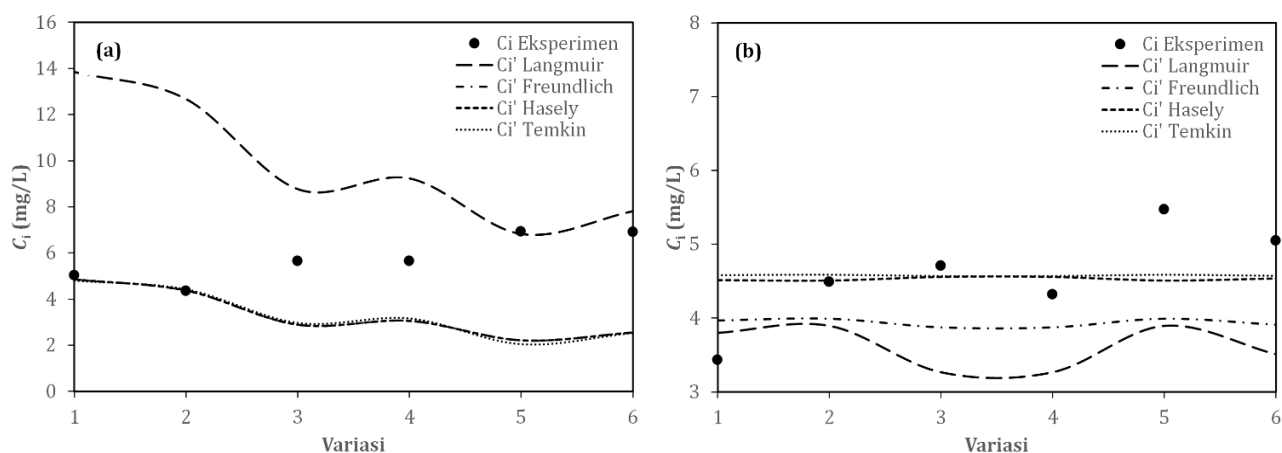 (a)
Ci Eksperimen
Ci' Langmuir
Ci' Freundlich
Ci' Hasely
Ci' Temkin
16
14
12
10
8
6
4
2
0
Ci (mg/L)
1 2 3 4 5 6
Variasi
(b)
Ci Eksperimen
Ci' Langmuir
Ci' Freundlich
Ci' Hasely
Ci' Temkin
8
7
6
5
4
3
Ci (mg/L)
1 2 3 4 5 6
Variasi